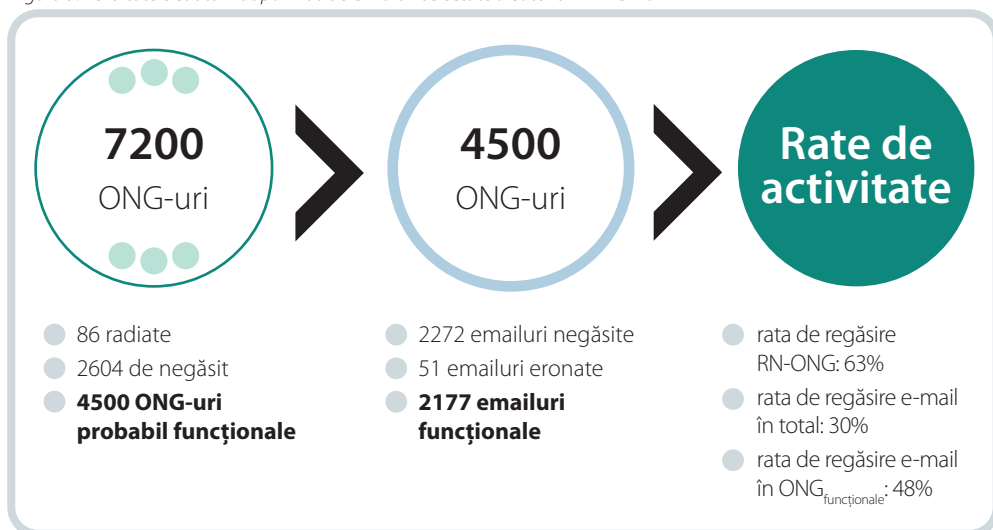 7200
ONG-uri
4500
ONG-uri
Rate de
activitate
86 radiate
2604 de negăsit
4500 ONG-uri
probabil funcționale
2272 emailuri negăsite
51 emailuri eronate
2177 emailuri
funcționale
rata de regăsire
RN-ONG: 63%
rata de regăsire e-mail
în total: 30%
rata de regăsire e-mail
în ONG funcționale: 48%